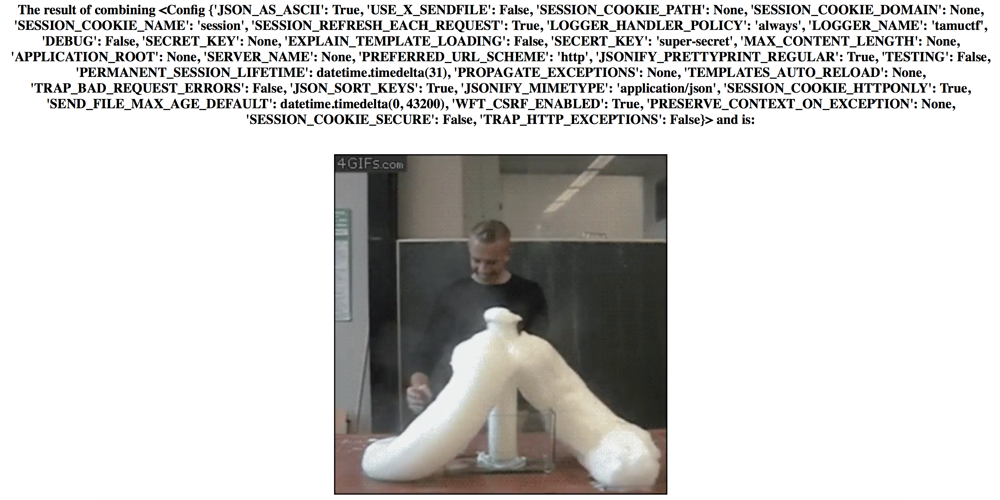 The result of combining <Config {'JSON_AS_ASCII': True, 'USE_X_SENDFILE': False, 'SESSION_COOKIE_PATH': None, 'SESSION_COOKIE_DOMAIN': None,
'SESSION_COOKIE_NAME': 'session', 'SESSION_REFRESH_EACH_REQUEST': True, 'LOGGER_HANDLER_POLICY': 'always', 'LOGGER_NAME': 'tamuctf',
'DEBUG': False, 'SECRET_KEY': None, 'EXPLAIN_TEMPLATE_LOADING': False, 'SECERT_KEY': 'super-secret', 'MAX_CONTENT_LENGTH': None,
'APPLICATION_ROOT': None, 'SERVER_NAME': None, 'PREFERRED_URL_SCHEME': 'http', 'JSONIFY_PRETTYPRINT_REGULAR': True, 'TESTING': False,
'PERMANENT_SESSION_LIFETIME': datetime.timedelta(31), 'PROPAGATE_EXCEPTIONS': None, 'TEMPLATES_AUTO_RELOAD': None,
'TRAP_BAD_REQUEST_ERRORS': False, 'JSON_SORT_KEYS': True, 'JSONIFY_MIMETYPE': 'application/json', 'SESSION_COOKIE_HTTPONLY': True,
'SEND_FILE_MAX_AGE_DEFAULT': datetime.timedelta(0, 43200), 'WFT_CSRF_ENABLED': True, 'PRESERVE_CONTEXT_ON_EXCEPTION': None,
'SESSION_COOKIE_SECURE': False, 'TRAP_HTTP_EXCEPTIONS': False}> and is:
4GIFs.com